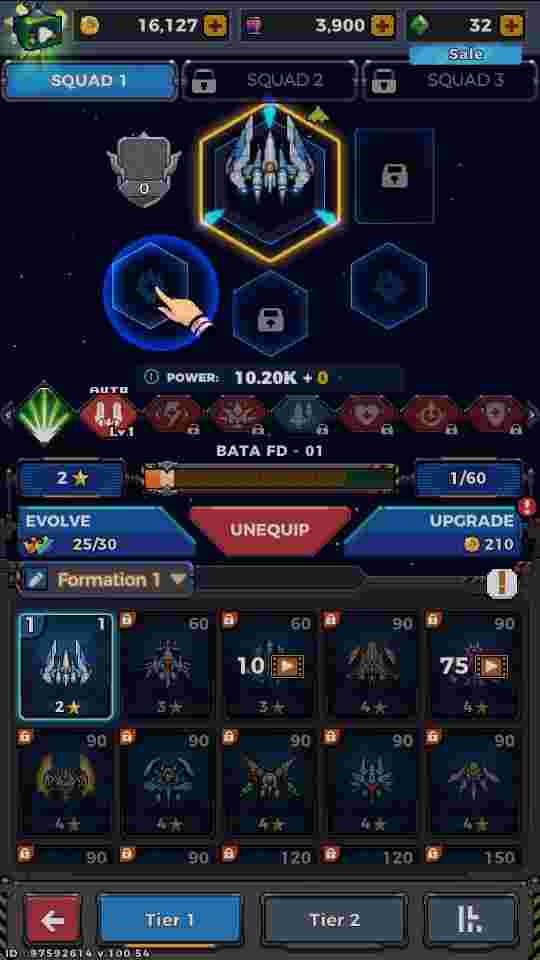 16,127
3,900
32
Sale
SQUAD 1
SQUAD 2
SQUAD 3
0
POWER: 10.20K + 0
AUTO
Lv1
BATA FD - 01
2
1/60
EVOLVE
25/30
UNEQUIP
UPGRADE
210
Formation 1
1 1
60
60
90
90
10
75
2
3
3
4
4
90
90
90
90
90
4
4
4
4
4
90
90
120
120
150
Tier 1
Tier 2
ID : 97592614 v.100.54